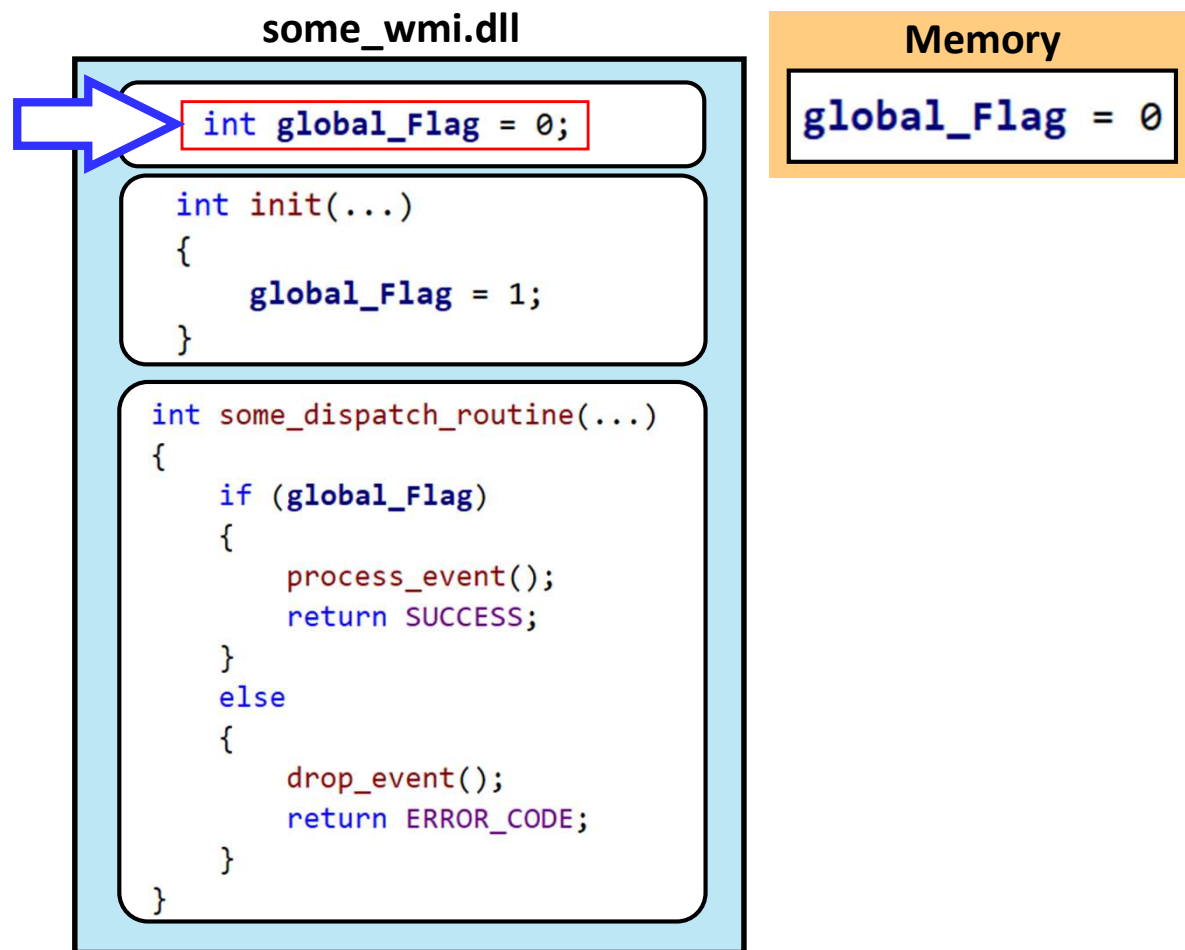 some_wmi.dll
int global_Flag = 0;
int init(...)
{
global_Flag = 1;
}
int some_dispatch_routine(...)
{
if (global_Flag)
{
process_event();
return SUCCESS;
}
else
{
drop_event();
return ERROR_CODE;
}
}
Memory
global_Flag = 0